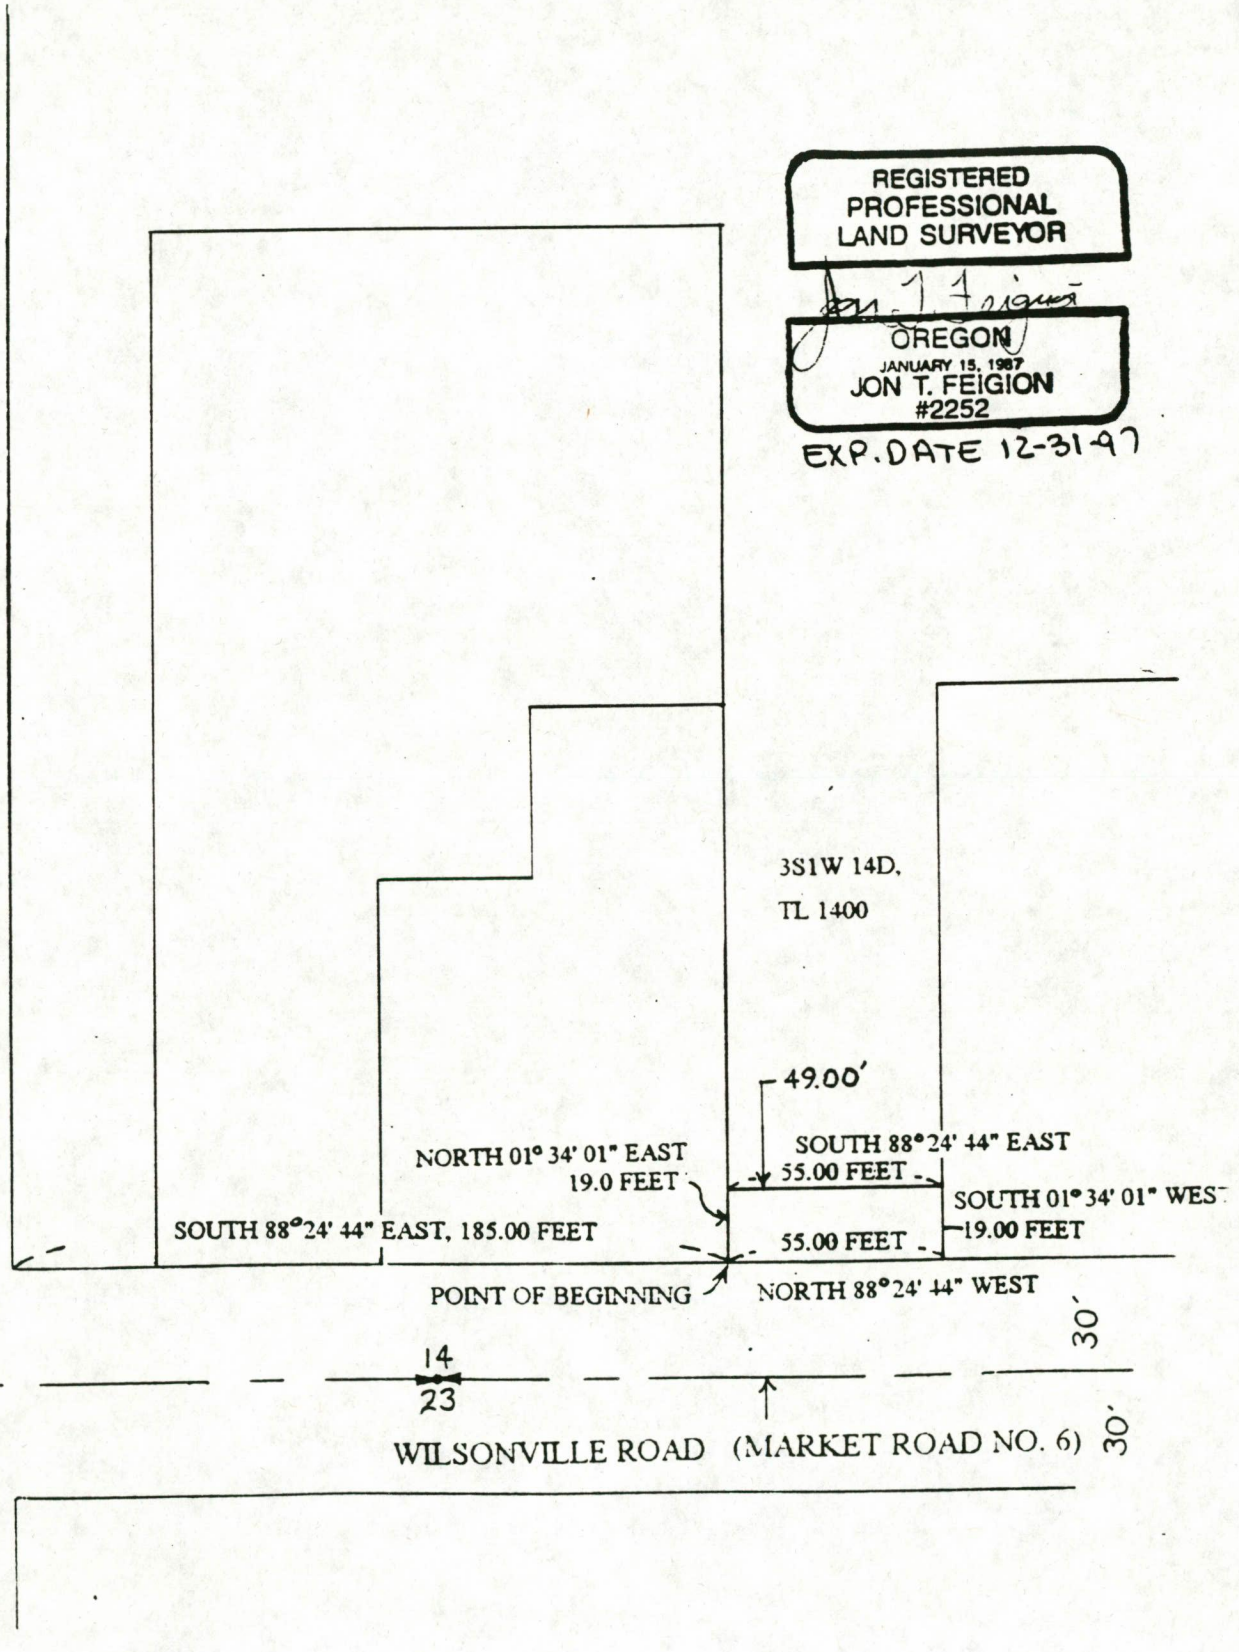 REGISTERED
PROFESSIONAL
LAND SURVEYOR
Jon T. Feigion
OREGON
JANUARY 15, 1987
JON T. FEIGION
#2252
EXP. DATE 12-31-97
3S1W 14D,
TL 1400
49.00'
NORTH 01° 34' 01" EAST
19.0 FEET
SOUTH 88° 24' 44" EAST
55.00 FEET
SOUTH 01° 34' 01" WEST
19.00 FEET
SOUTH 88° 24' 44" EAST, 185.00 FEET
55.00 FEET
POINT OF BEGINNING
NORTH 88° 24' 44" WEST
30'
14
23
WILSONVILLE ROAD (MARKET ROAD NO. 6)
30'